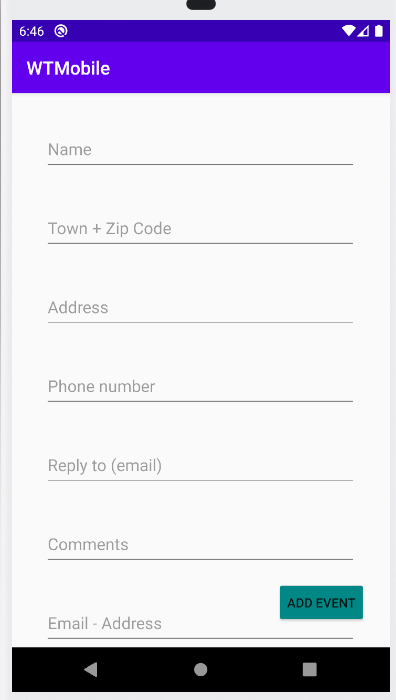 6:46
WTMobile
Name
Town + Zip Code
Address
Phone number
Reply to (email)
Comments
ADD EVENT
Email - Address